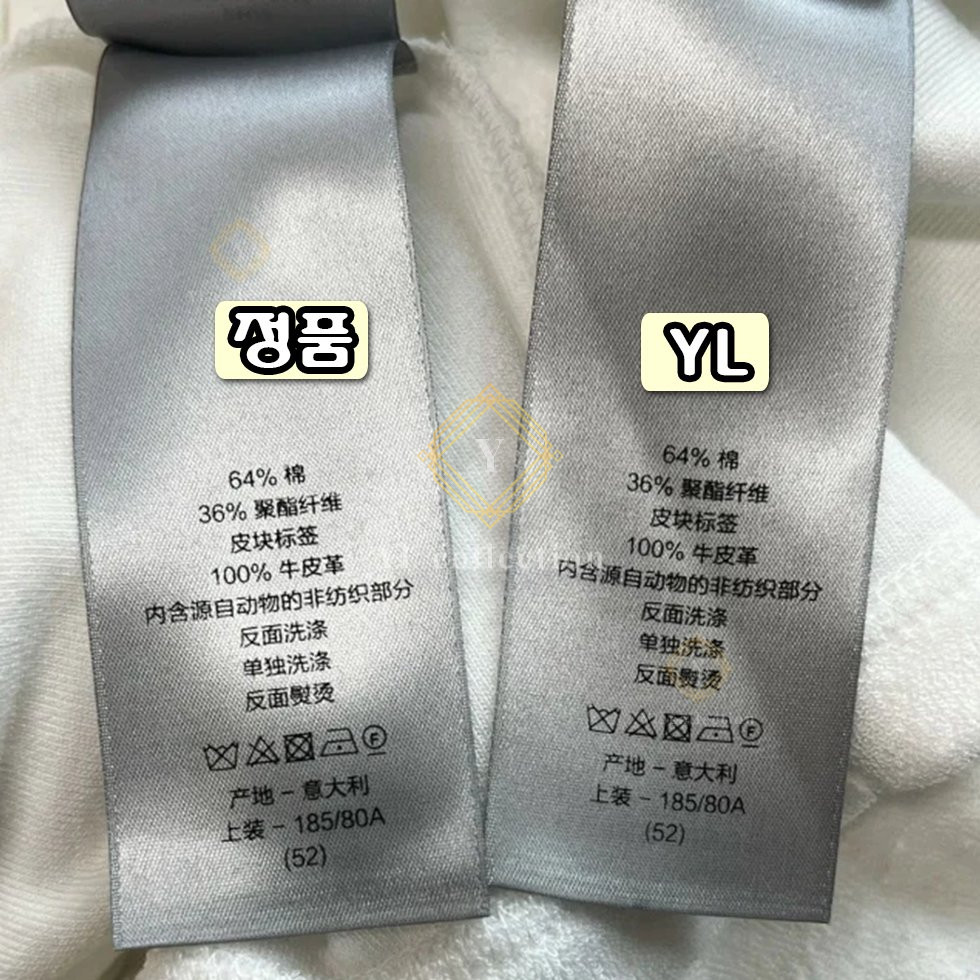 정품
64% 棉
36% 聚酯纤维
皮块标签
100% 牛皮革
内含源自动物的非纺织部分
反面洗涤
单独洗涤
反面熨烫
产地 – 意大利
上装 – 185/80A
(52)
YL
64% 棉
36% 聚酯纤维
皮块标签
100% 牛皮革
内含源自动物的非纺织部分
反面洗涤
单独洗涤
反面熨烫
产地 – 意大利
上装 – 185/80A
(52)
Y